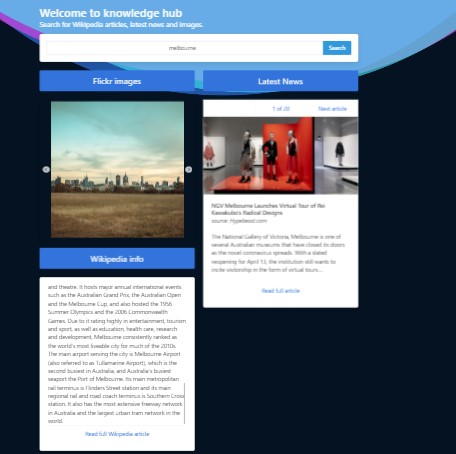 Welcome to knowledge hub
Search for Wikipedia articles, latest news and images.
melbourne
Search
Flickr images
Latest News
1 of 20
Next article
NGV Melbourne Launches Virtual Tour of Rei
Kawakubo's Radical Designs
source: Hypebeast.com
The National Gallery of Victoria, Melbourne is one of
several Australian museums that have closed its doors
as the novel coronavirus spreads. With a slated
reopening for April 13, the institution still wants to
incite visitorship in the form of virtual tours...
Read full article
Wikipedia info
and theatre. It hosts major annual international events
such as the Australian Grand Prix, the Australian Open
and the Melbourne Cup, and also hosted the 1956
Summer Olympics and the 2006 Commonwealth
Games. Due to it rating highly in entertainment, tourism
and sport, as well as education, health care, research
and development, Melbourne consistently ranked as
the world's most liveable city for much of the 2010s.
The main airport serving the city is Melbourne Airport
(also referred to as Tullamarine Airport), which is the
second busiest in Australia, and Australia's busiest
seaport the Port of Melbourne. Its main metropolitan
rail terminus is Flinders Street station and its main
regional rail and road coach terminus is Southern Cross
station. It also has the most extensive freeway network
in Australia and the largest urban tram network in the
world.
Read full Wikipedia article